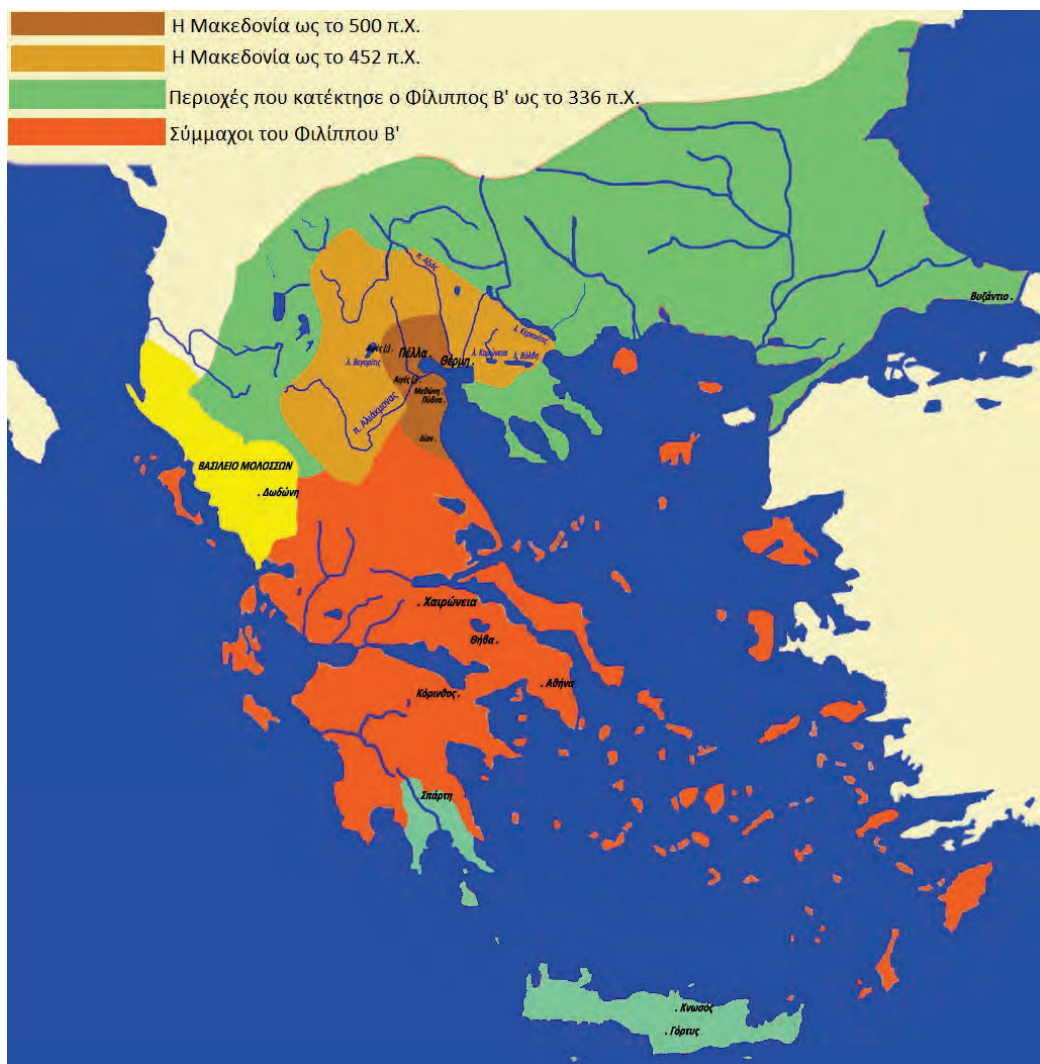 Η Μακεδονία ως το 500 π.Χ.
Η Μακεδονία ως το 452 π.Χ.
Περιοχές που κατέκτησε ο Φίλιππος Β' ως το 336 π.Χ.
Σύμμαχοι του Φιλίππου Β'
π. Αξιός
Βυζάντιο .
λ. Κερκινίτις
Πέλλα .
Θέρμη .
λ. Κορώνεια
λ. Βόλβη
λ. Βεγορίτις
Αιγές (;)
Μεθώνη .
Πύδνα .
π. Αλιάκμονας
Δίον .
ΒΑΣΙΛΕΙΟ ΜΟΛΟΣΣΩΝ
. Δωδώνη
. Χαιρώνεια
Θήβα .
. Αθήνα
Κόρινθος .
Σπάρτη
. Κνωσός
. Γόρτυς